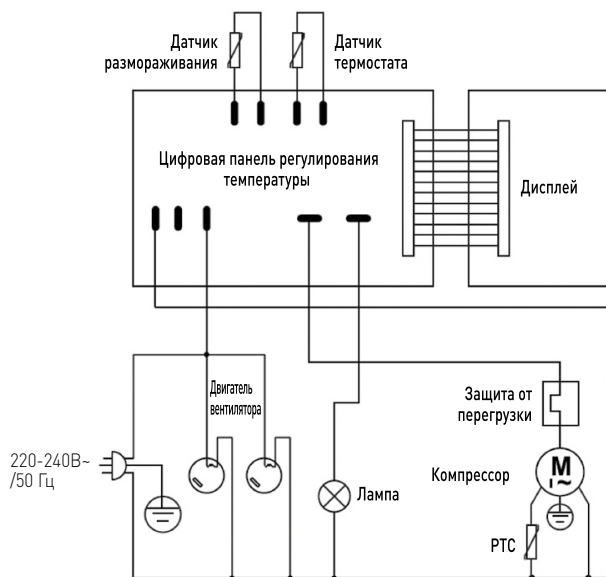 Датчик
размораживания
Датчик
термостата
Цифровая панель регулирования
температуры
Дисплей
Двигатель
вентилятора
Защита от
перегрузки
220-240В~
/50 Гц
Лампа
Компрессор
M
~
PTC